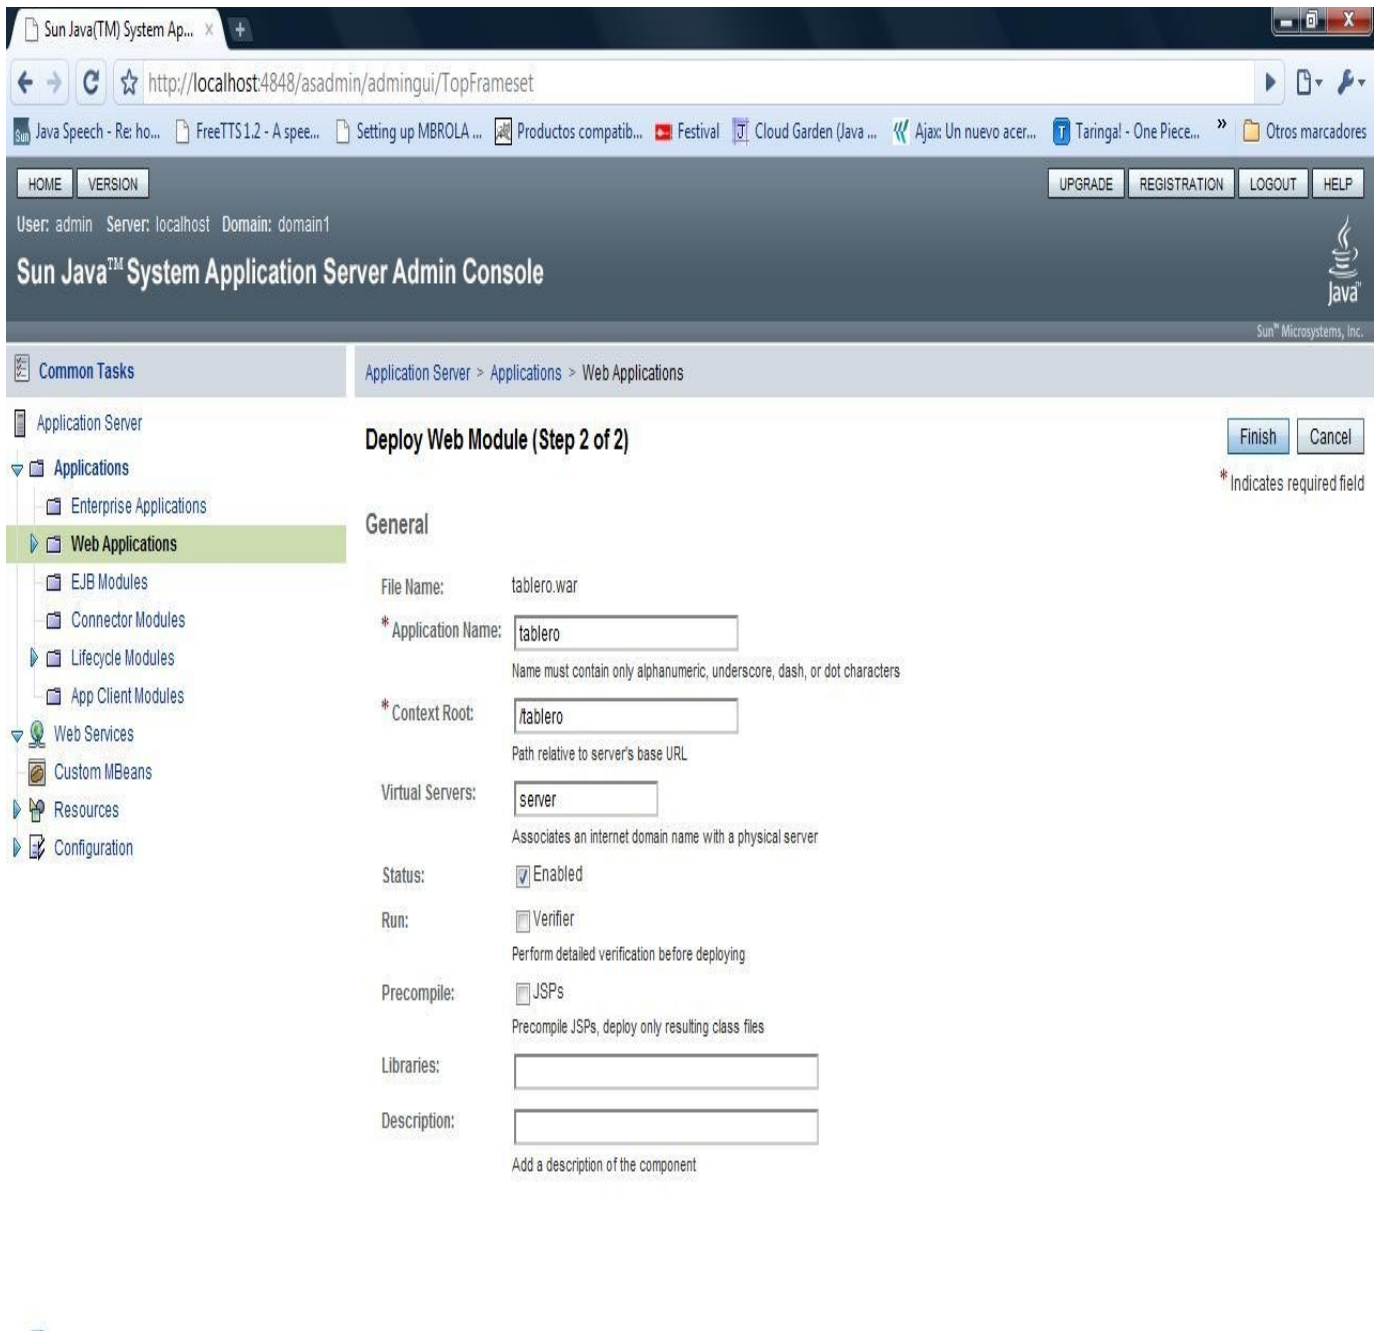 Sun Java(TM) System Ap...
http://localhost:4848/asadmin/admingui/TopFrameset
Java Speech - Re: ho... FreeTTS 1.2 - A spee... Setting up MBROLA ... Productos compatib... Festival Cloud Garden (Java ... Ajax: Un nuevo acer... Taringa! - One Piece... » Otros marcadores
HOME VERSION UPGRADE REGISTRATION LOGOUT HELP
User: admin Server: localhost Domain: domain1
Sun Java™ System Application Server Admin Console
Java™
Sun™ Microsystems, Inc.
Common Tasks
Application Server > Applications > Web Applications
Application Server
Applications
Enterprise Applications
Web Applications
EJB Modules
Connector Modules
Lifecycle Modules
App Client Modules
Web Services
Custom MBeans
Resources
Configuration
Deploy Web Module (Step 2 of 2)
Finish Cancel
* Indicates required field
General
File Name: tablero.war
* Application Name: tablero
Name must contain only alphanumeric, underscore, dash, or dot characters
* Context Root: /tablero
Path relative to server's base URL
Virtual Servers: server
Associates an internet domain name with a physical server
Status: Enabled
Run: Verifier
Perform detailed verification before deploying
Precompile: JSPs
Precompile JSPs, deploy only resulting class files
Libraries:
Description:
Add a description of the component